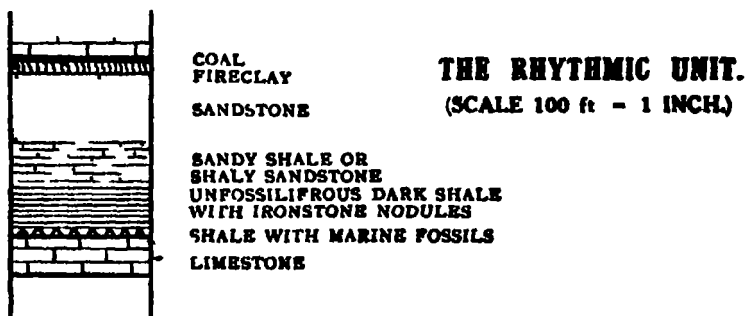 COAL
FIRECLAY
SANDSTONE
SANDY SHALE OR
SHALY SANDSTONE
UNFOSSILIFROUS DARK SHALE
WITH IRONSTONE NODULES
SHALE WITH MARINE FOSSILS
LIMESTONE
THE RHYTHMIC UNIT.
(SCALE 100 ft = 1 INCH.)